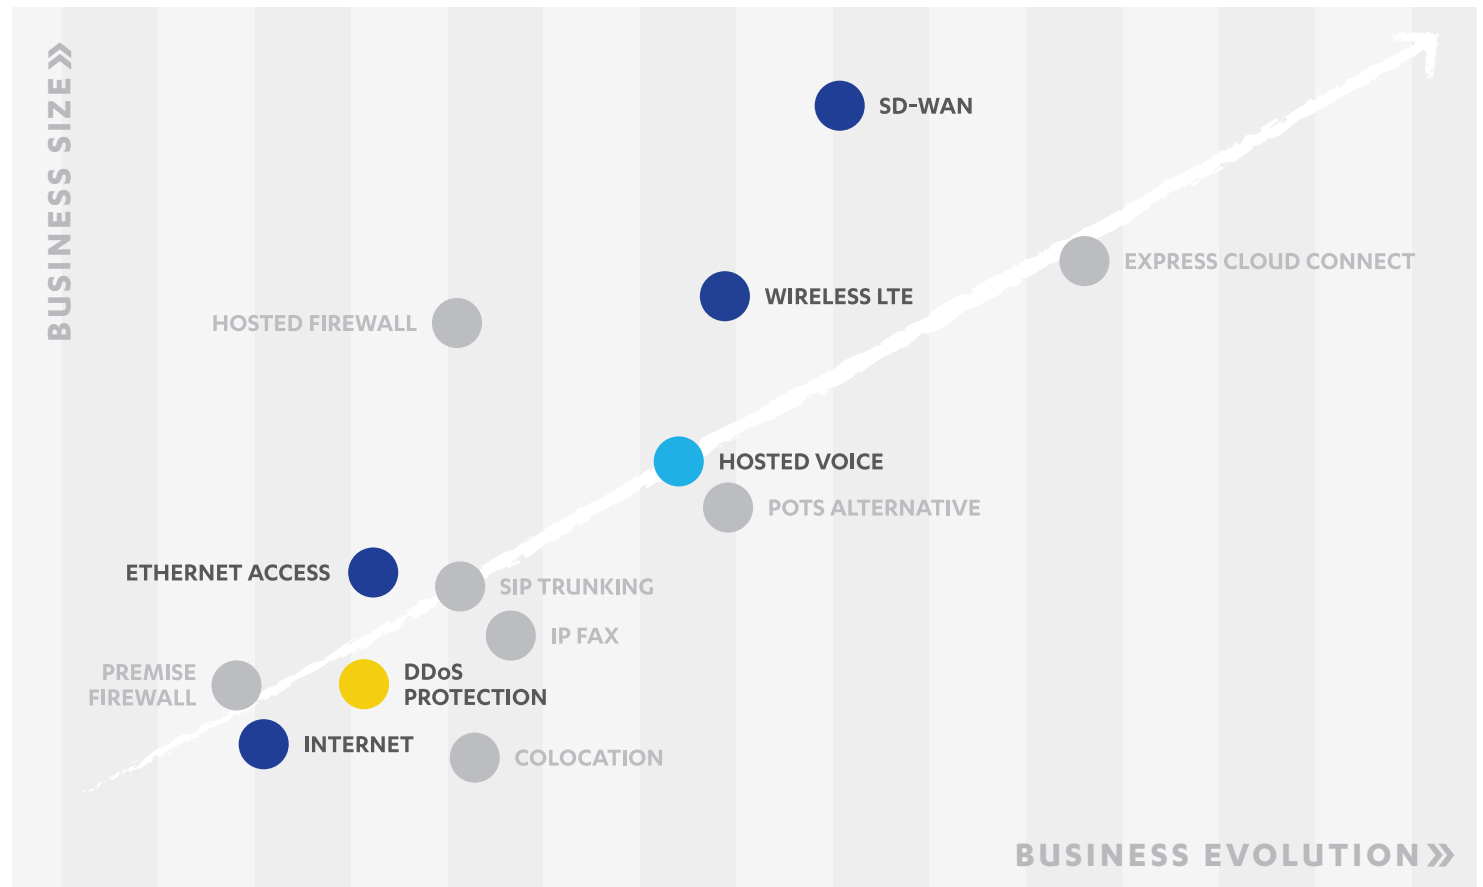 BUSINESS SIZE »
SD-WAN
EXPRESS CLOUD CONNECT
WIRELESS LTE
HOSTED FIREWALL
HOSTED VOICE
POTS ALTERNATIVE
ETHERNET ACCESS
SIP TRUNKING
IP FAX
PREMISE
FIREWALL
DDoS
PROTECTION
INTERNET
COLOCATION
BUSINESS EVOLUTION »